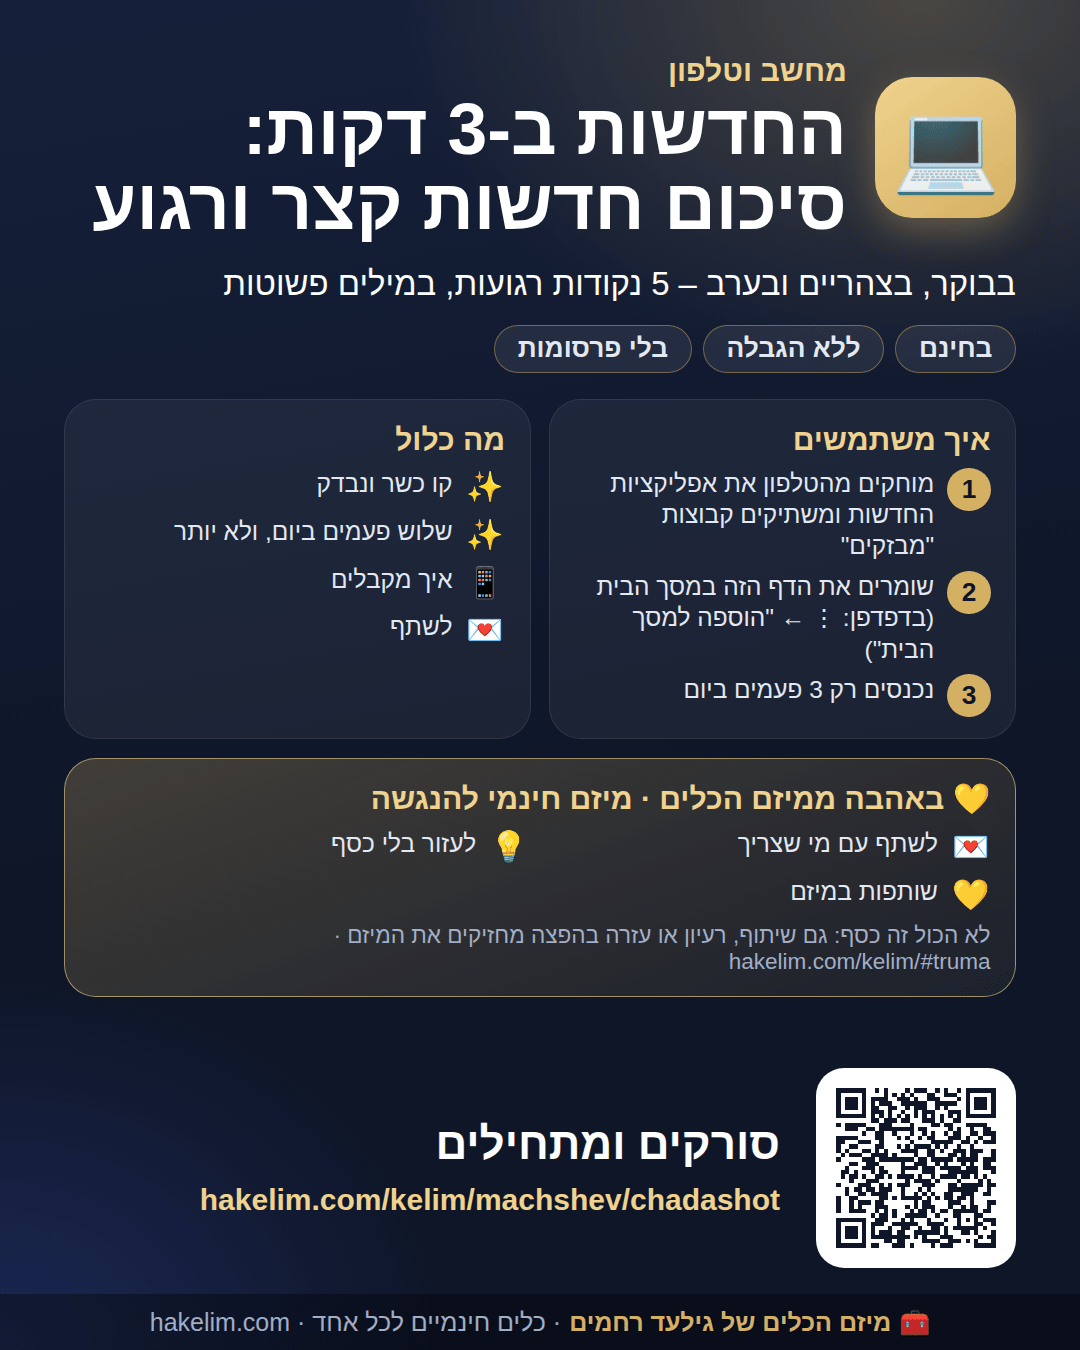 מחשב וטלפון
החדשות ב-3 דקות:
סיכום חדשות קצר ורגוע
בבוקר, בצהריים ובערב – 5 נקודות רגועות, במילים פשוטות
בחינם
ללא הגבלה
בלי פרסומות
איך משתמשים
1 מוחקים מהטלפון את אפליקציות
החדשות ומשתיקים קבוצות
"מבזקים"
2 שומרים את הדף הזה במסך הבית
(בדפדפן: ⋮ ← "הוספה למסך
הבית")
3 נכנסים רק 3 פעמים ביום
מה כלול
✨ קו כשר ונבדק
✨ שלוש פעמים ביום, ולא יותר
📱 איך מקבלים
💌 לשתף
💛 באהבה ממיזם הכלים · מיזם חינמי להנגשה
💌 לשתף עם מי שצריך
💡 לעזור בלי כסף
💛 שותפות במיזם
לא הכול זה כסף: גם שיתוף, רעיון או עזרה בהפצה מחזיקים את המיזם ·
hakelim.com/kelim/#truma
סורקים ומתחילים
hakelim.com/kelim/machshev/chadashot
🧰 מיזם הכלים של גילעד רחמים · כלים חינמיים לכל אחד · hakelim.com